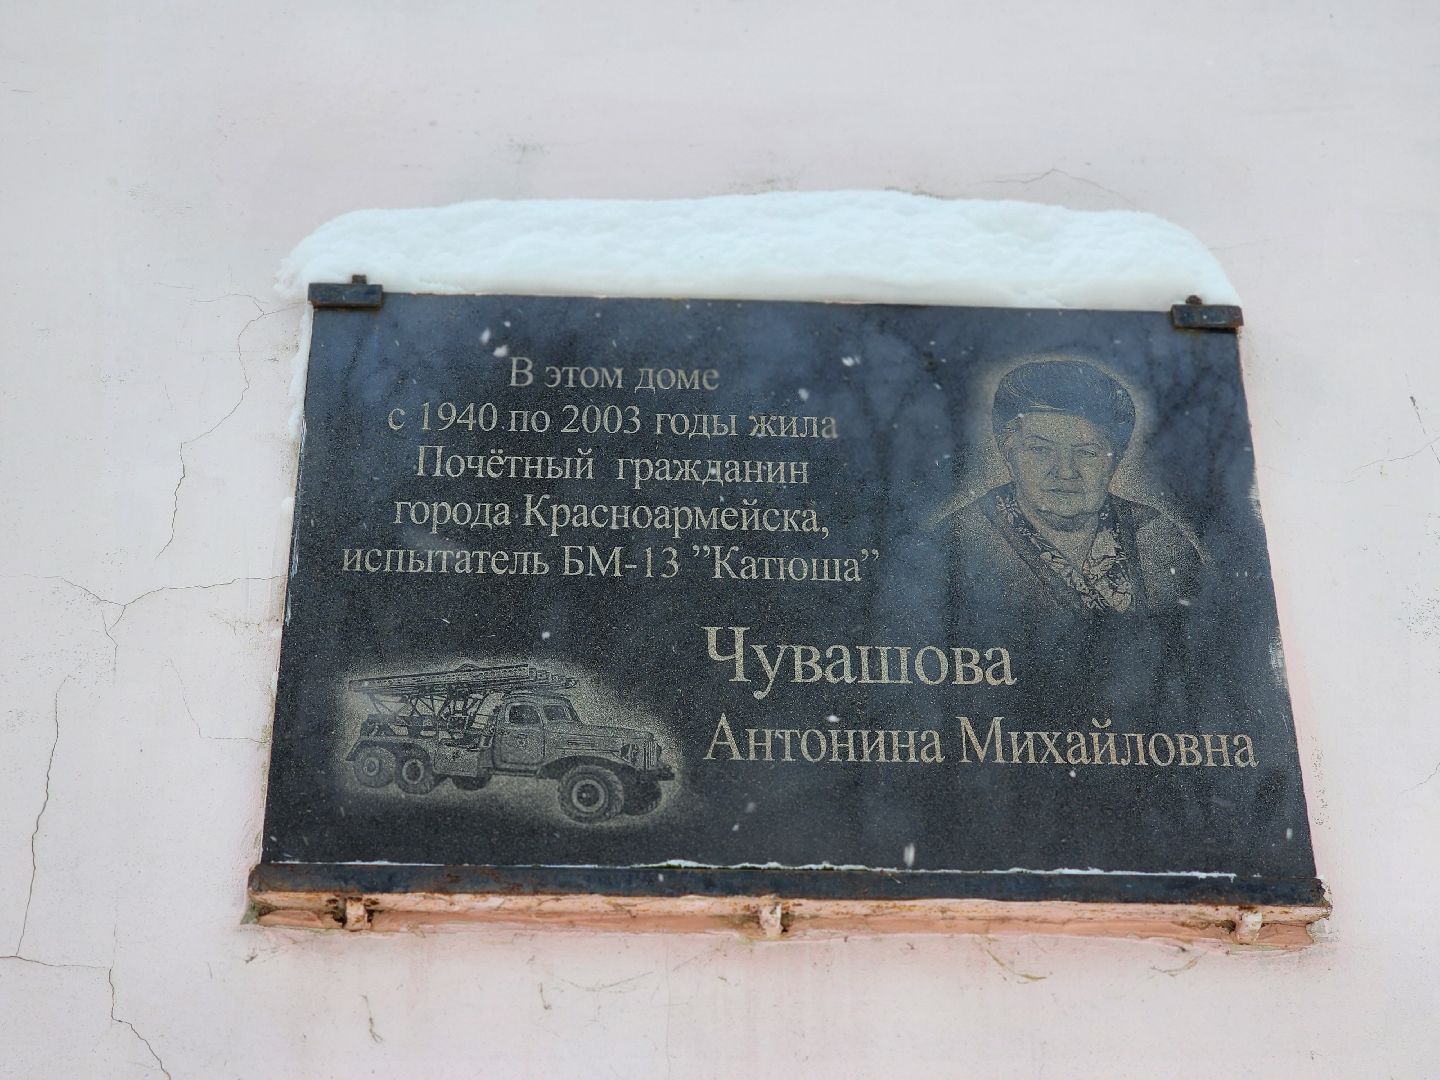 В этом доме
с 1940 по 2003 годы жила
Почётный гражданин
города Красноармейска,
испытатель БМ-13 ”Катюша”
Чувашова
Антонина Михайловна